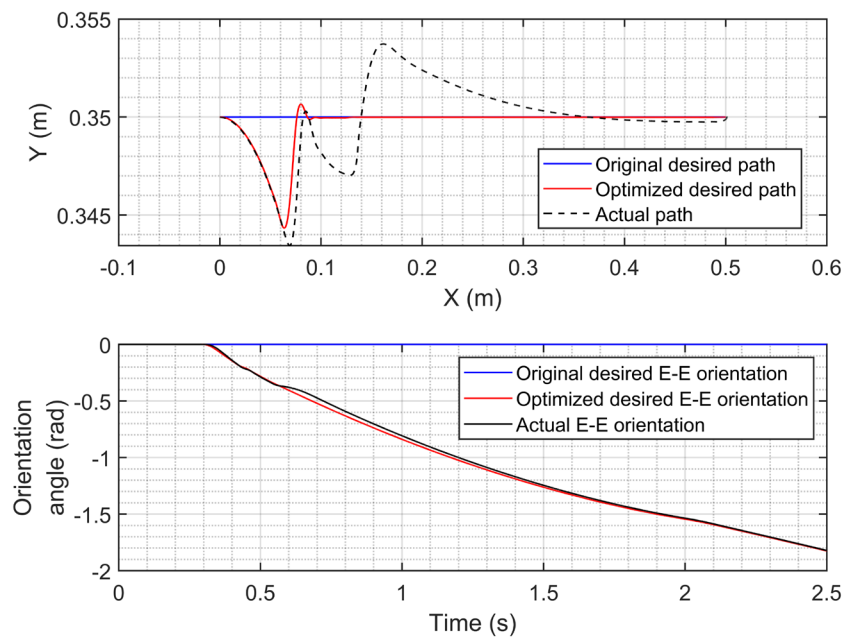 0.355
0.35
0.345
Y (m)
-0.1
0
0.1
0.2
0.3
0.4
0.5
0.6
X (m)
Original desired path
Optimized desired path
Actual path
0
-0.5
-1
-1.5
-2
Orientation
angle (rad)
0
0.5
1
1.5
2
2.5
Time (s)
Original desired E-E orientation
Optimized desired E-E orientation
Actual E-E orientation